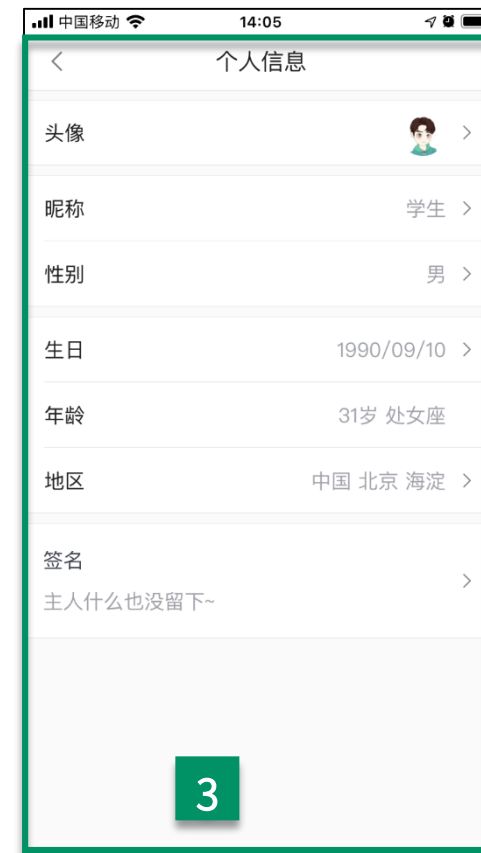 中国移动 14:05
个人信息
头像
昵称 学生
性别 男
生日 1990/09/10
年龄 31岁 处女座
地区 中国 北京 海淀
签名
主人什么也没留下~
3